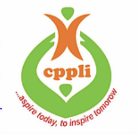 cppli
...aspire today, to inspire tomorrow